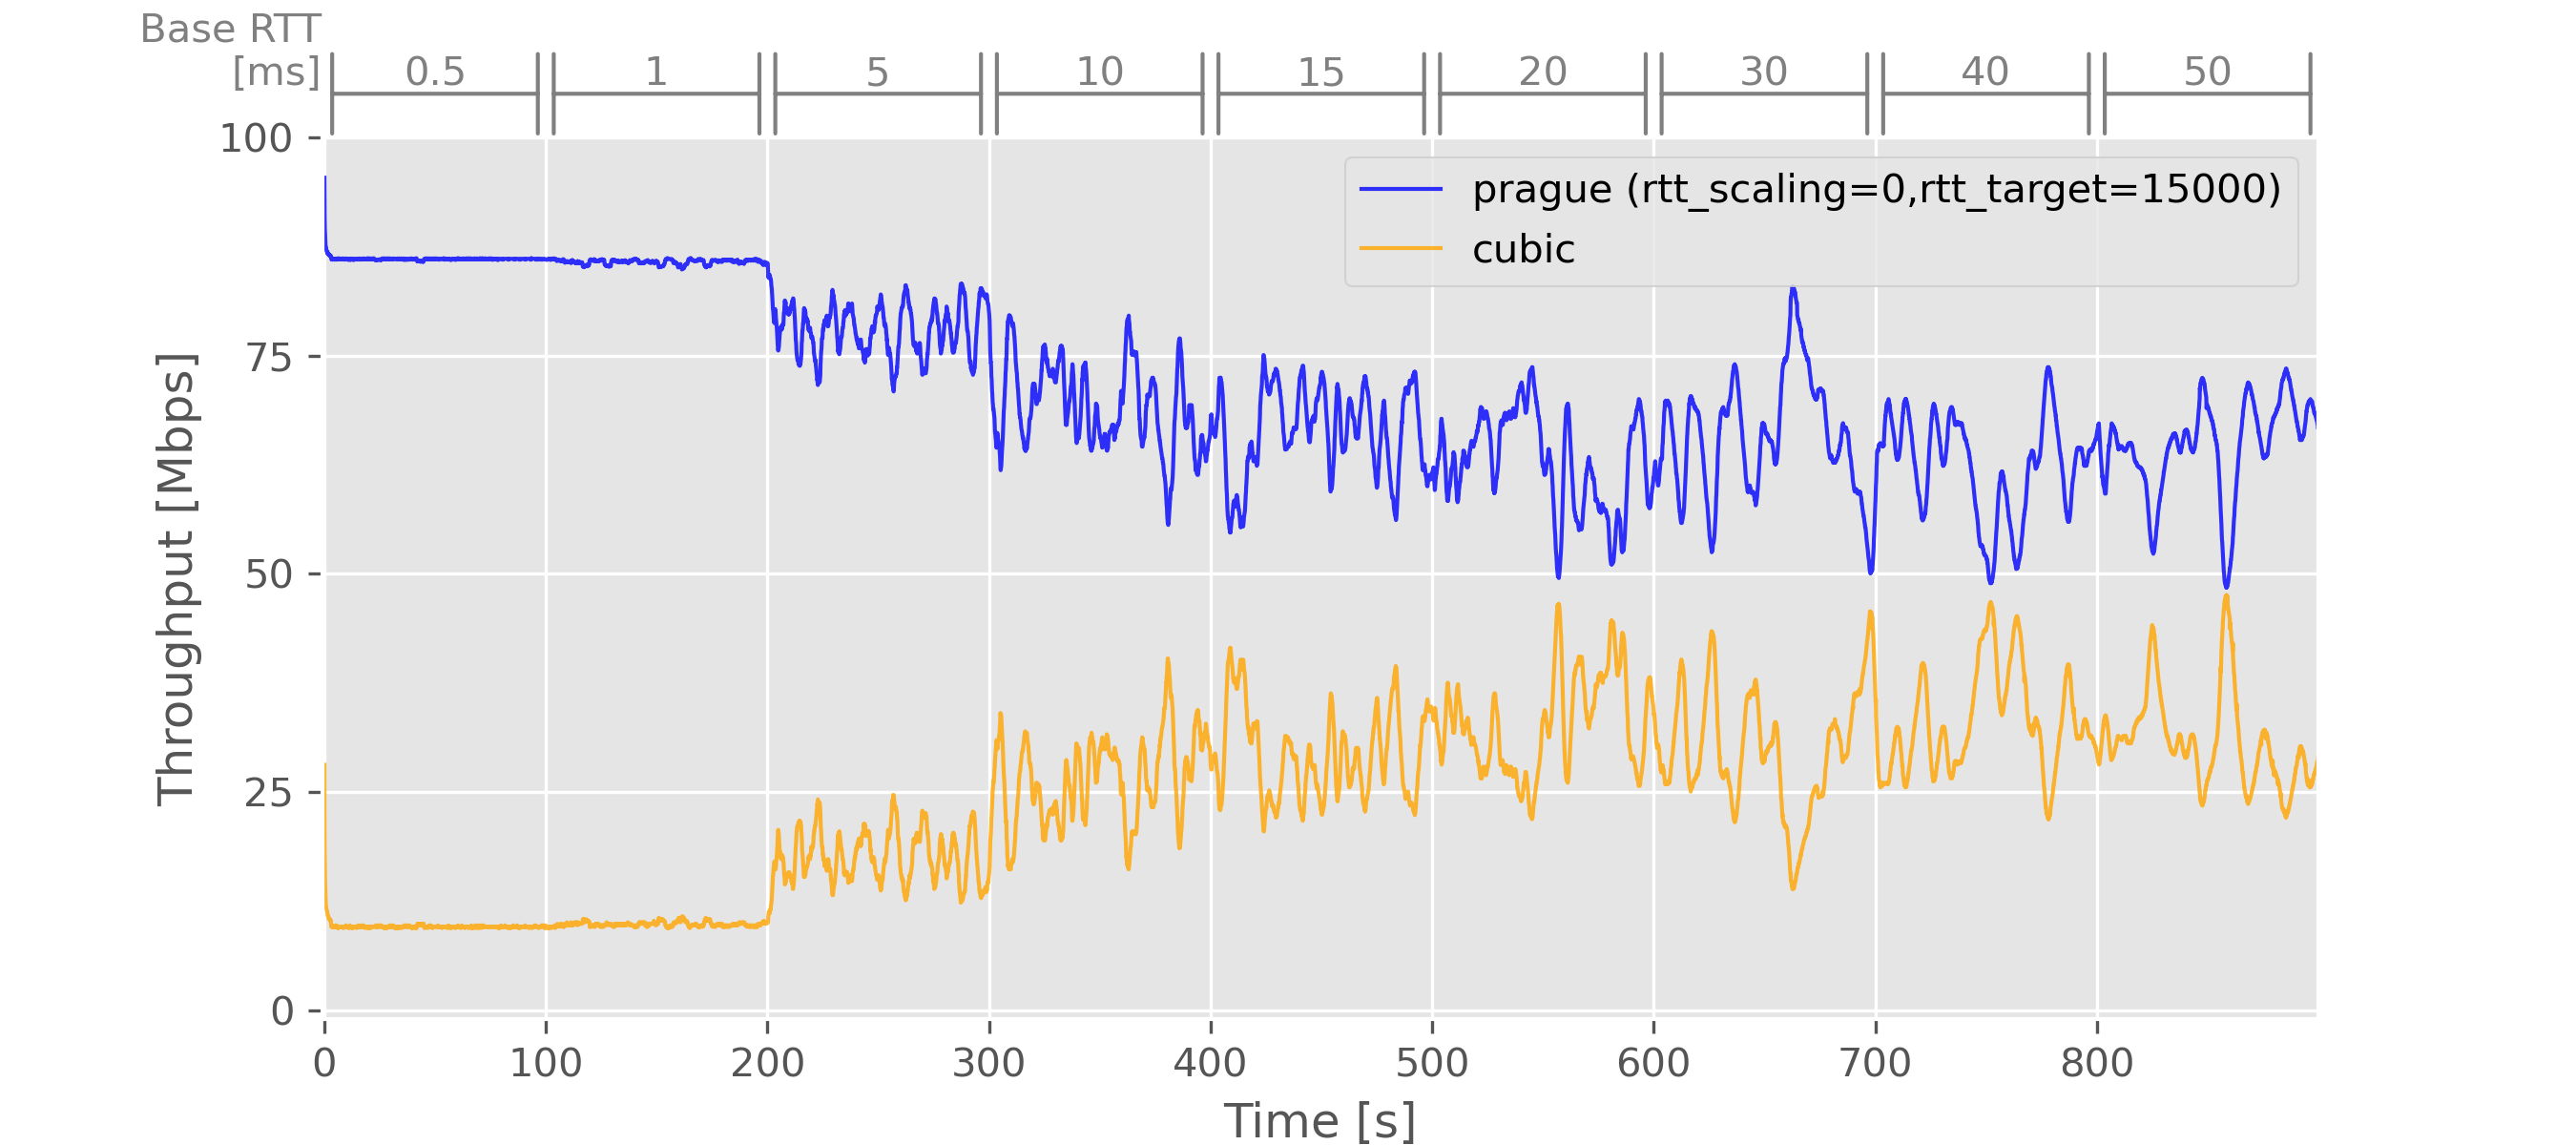 Base RTT
[ms]
0.5 1 5 10 15 20 30 40 50
prague (rtt_scaling=0,rtt_target=15000)
cubic
Throughput [Mbps]
100
75
50
25
0
0 100 200 300 400 500 600 700 800
Time [s]